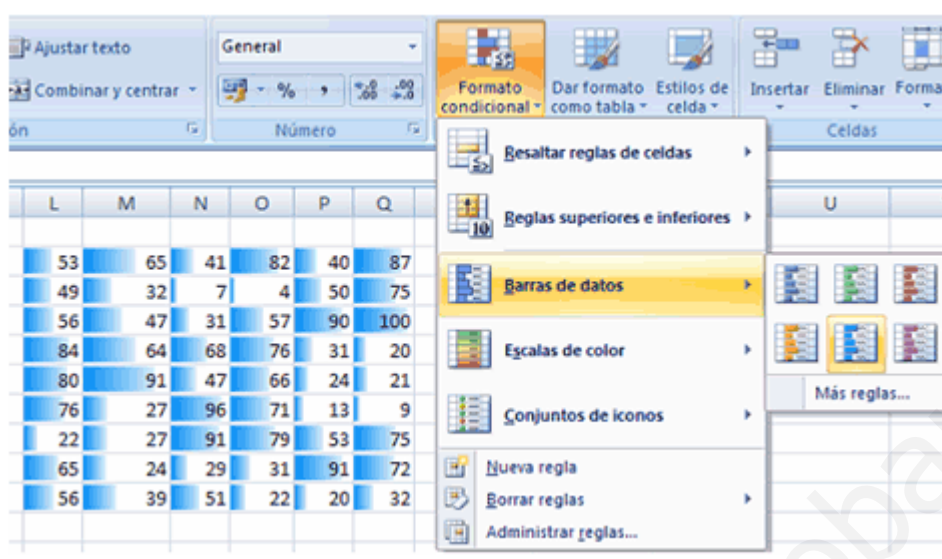 Ajustar texto
General
Combinar y centrar
%
Formato condicional
Dar formato como tabla
Estilos de celda
Insertar
Eliminar
Número
Celdas
Resaltar reglas de celdas
Reglas superiores e inferiores
Barras de datos
Escalas de color
Conjuntos de iconos
Nueva regla
Borrar reglas
Administrar reglas...
Más reglas...
L M N O P Q U
53 65 41 82 40 87
49 32 7 4 50 75
56 47 31 57 90 100
84 64 68 76 31 20
80 91 47 66 24 21
76 27 96 71 13 9
22 27 91 79 53 75
65 24 29 31 91 72
56 39 51 22 20 32